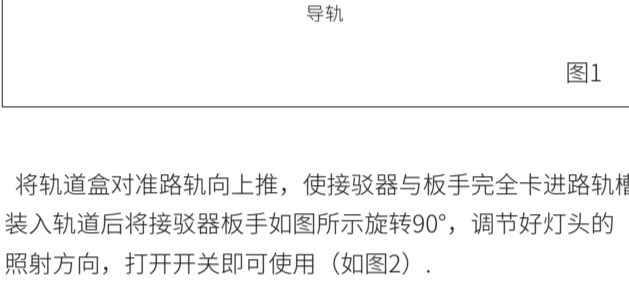 导轨
图1
将轨道盒对准路轨向上推，使接驳器与板手完全卡进路轨槽
装入轨道后将接驳器板手如图所示旋转90°，调节好灯头的
照射方向，打开开关即可使用（如图2）.